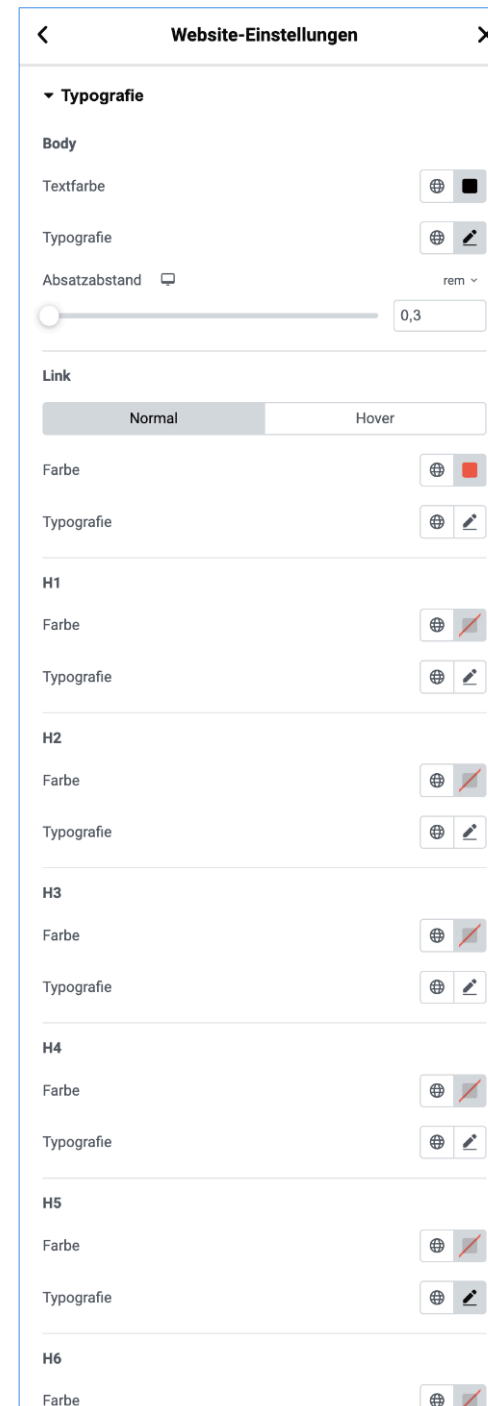 Website-Einstellungen
Typografie
Body
Textfarbe
Typografie
Absatzabstand rem
0,3
Link
Normal Hover
Farbe
Typografie
H1
Farbe
Typografie
H2
Farbe
Typografie
H3
Farbe
Typografie
H4
Farbe
Typografie
H5
Farbe
Typografie
H6
Farbe